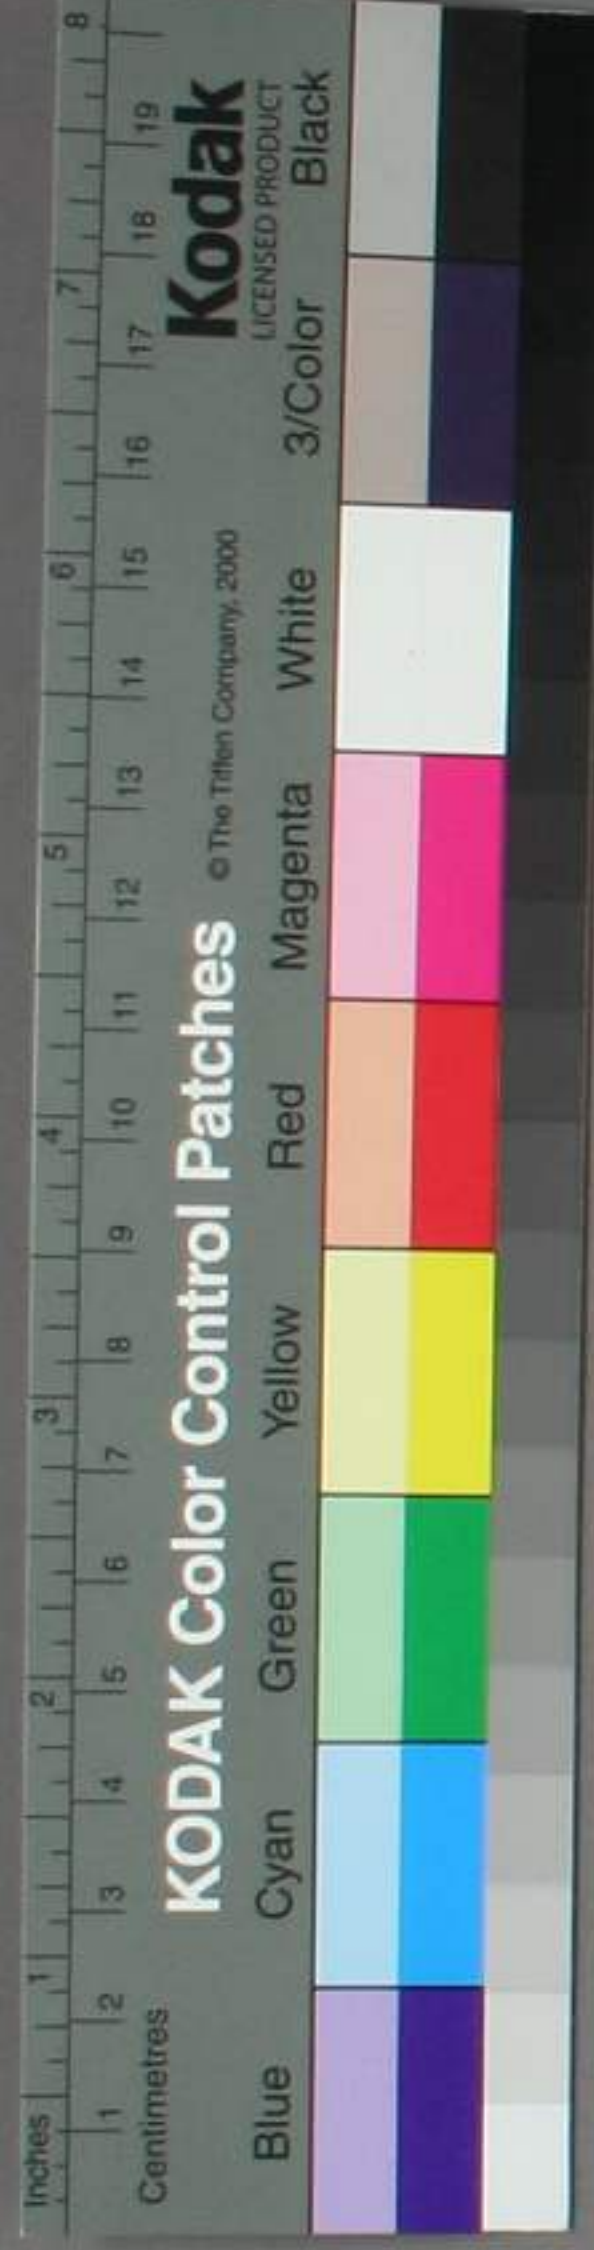 Inches 1 2 3 4 5 6 7 8
Centimetres 1 2 3 4 5 6 7 8 9 10 11 12 13 14 15 16 17 18 19
KODAK Color Control Patches © The Tiffen Company, 2000 Kodak
LICENSED PRODUCT
Blue Cyan Green Yellow Red Magenta White 3/Color Black